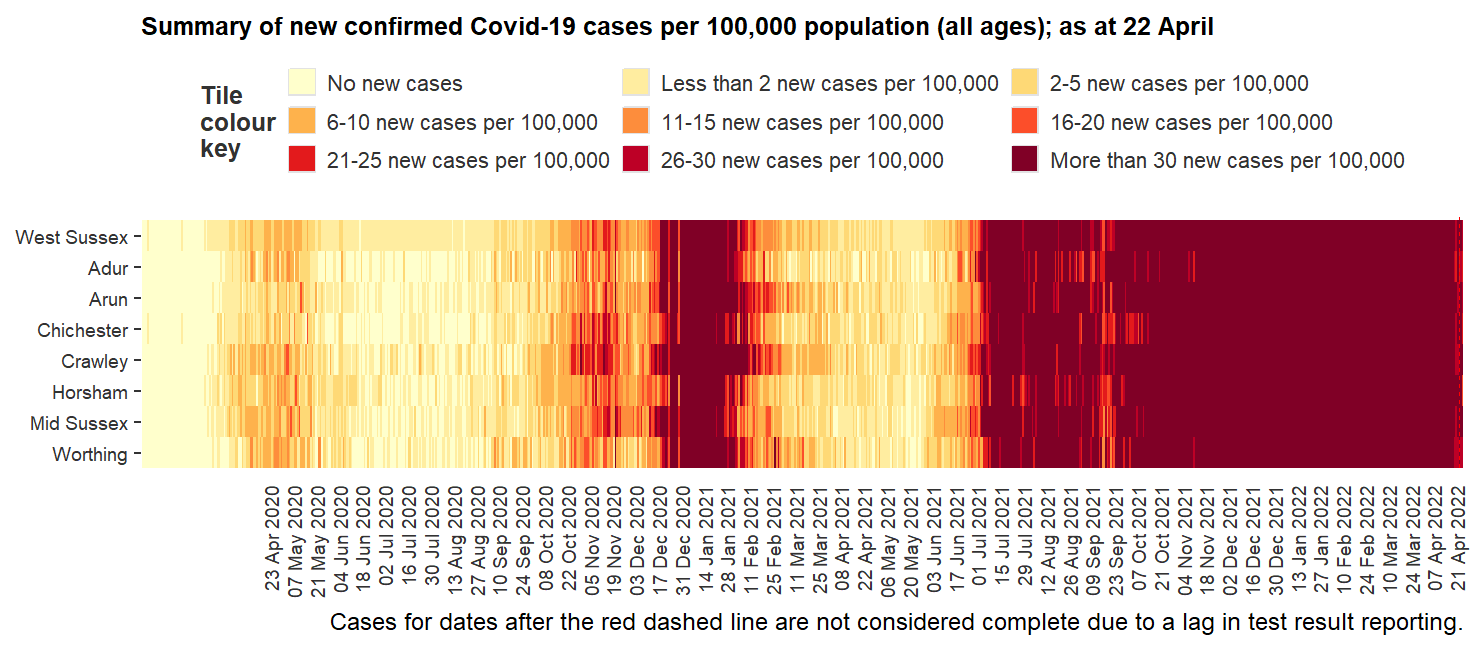 Summary of new confirmed Covid-19 cases per 100,000 population (all ages); as at 22 April
Tile
colour
key
No new cases
Less than 2 new cases per 100,000
2-5 new cases per 100,000
6-10 new cases per 100,000
11-15 new cases per 100,000
16-20 new cases per 100,000
21-25 new cases per 100,000
26-30 new cases per 100,000
More than 30 new cases per 100,000
West Sussex
Adur
Arun
Chichester
Crawley
Horsham
Mid Sussex
Worthing
23 Apr 2020
07 May 2020
21 May 2020
04 Jun 2020
18 Jun 2020
02 Jul 2020
16 Jul 2020
30 Jul 2020
13 Aug 2020
27 Aug 2020
10 Sep 2020
24 Sep 2020
08 Oct 2020
22 Oct 2020
05 Nov 2020
19 Nov 2020
03 Dec 2020
17 Dec 2020
31 Dec 2020
14 Jan 2021
28 Jan 2021
11 Feb 2021
25 Feb 2021
11 Mar 2021
25 Mar 2021
08 Apr 2021
22 Apr 2021
06 May 2021
20 May 2021
03 Jun 2021
17 Jun 2021
01 Jul 2021
15 Jul 2021
29 Jul 2021
12 Aug 2021
26 Aug 2021
09 Sep 2021
23 Sep 2021
07 Oct 2021
21 Oct 2021
04 Nov 2021
18 Nov 2021
02 Dec 2021
16 Dec 2021
30 Dec 2021
13 Jan 2022
27 Jan 2022
10 Feb 2022
24 Feb 2022
10 Mar 2022
24 Mar 2022
07 Apr 2022
21 Apr 2022
Cases for dates after the red dashed line are not considered complete due to a lag in test result reporting.